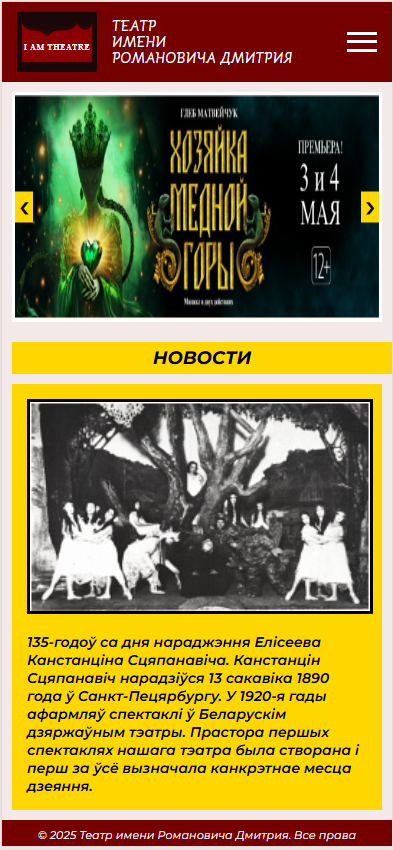 I AM THEATRE
ТЕАТР
ИМЕНИ
РОМАНОВИЧА ДМИТРИЯ
ГЛЕБ МАТВЕЙЧУК
ХОЗЯЙКА
МЕДНОЙ
ГОРЫ
Мюзикл в двух действиях
ПРЕМЬЕРА!
3 и 4
МАЯ
12+
НОВОСТИ
135-годоў са дня нараджэння Елісеева
Канстанціна Сцяпанавіча. Канстанцін
Сцяпанавіч нарадзіўся 13 сакавіка 1890
года ў Санкт-Пецярбургу. У 1920-я гады
афармляў спектаклі ў Беларускім
дзяржаўным тэатры. Прастора першых
спектаклях нашага тэатра была створана і
перш за ўсё вызначала канкрэтнае месца
дзеяння.
© 2025 Театр имени Романовича Дмитрия. Все права